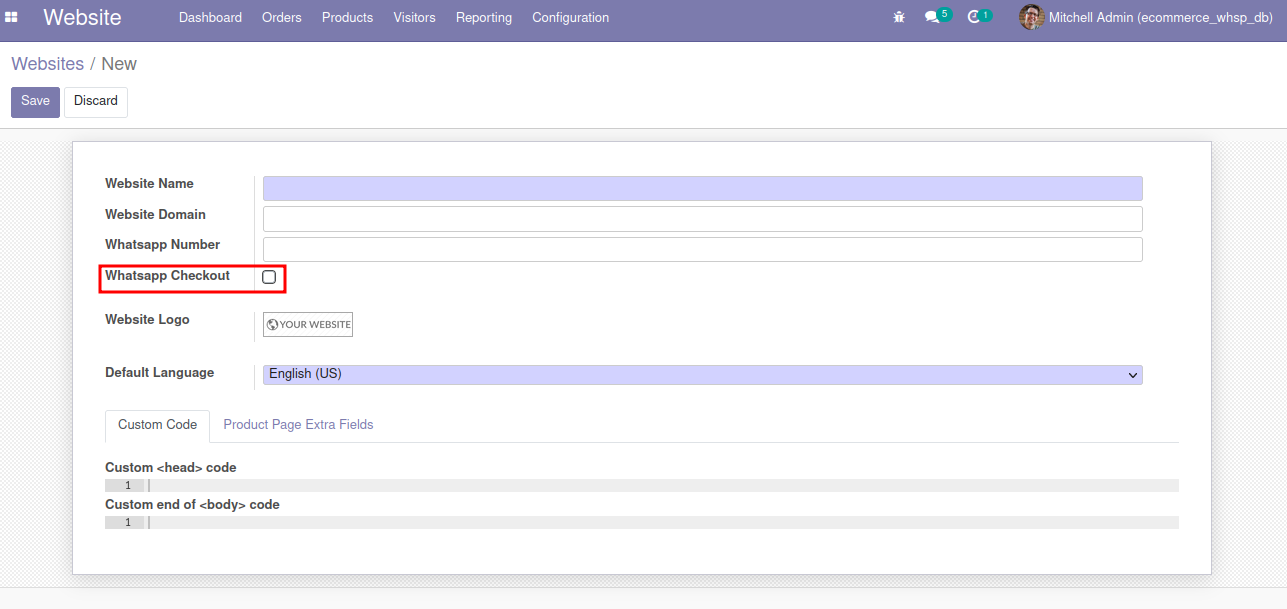 Website Dashboard Orders Products Visitors Reporting Configuration 5 1 Mitchell Admin (ecommerce_whsp_db)
Websites / New
Save Discard
Website Name
Website Domain
Whatsapp Number
Whatsapp Checkout
Website Logo YOUR WEBSITE
Default Language English (US)
Custom Code Product Page Extra Fields
Custom <head> code
1
Custom end of <body> code
1